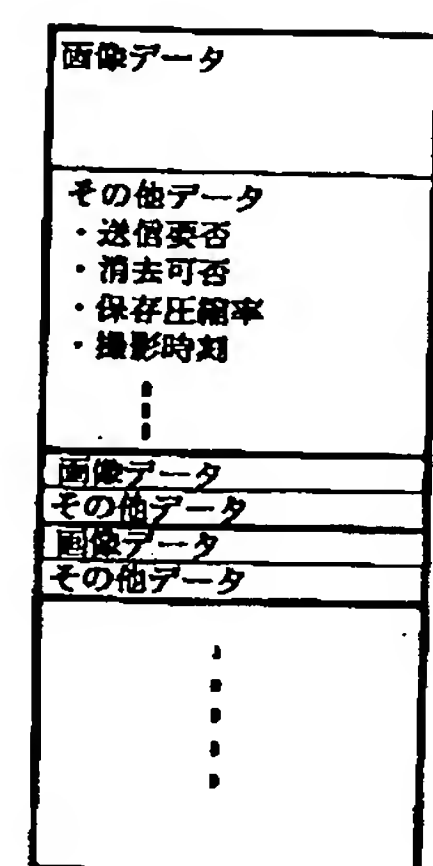 画像データ
その他データ
・送信要否
・消去可否
・保存圧縮率
・撮影時刻
画像データ
その他データ
画像データ
その他データ